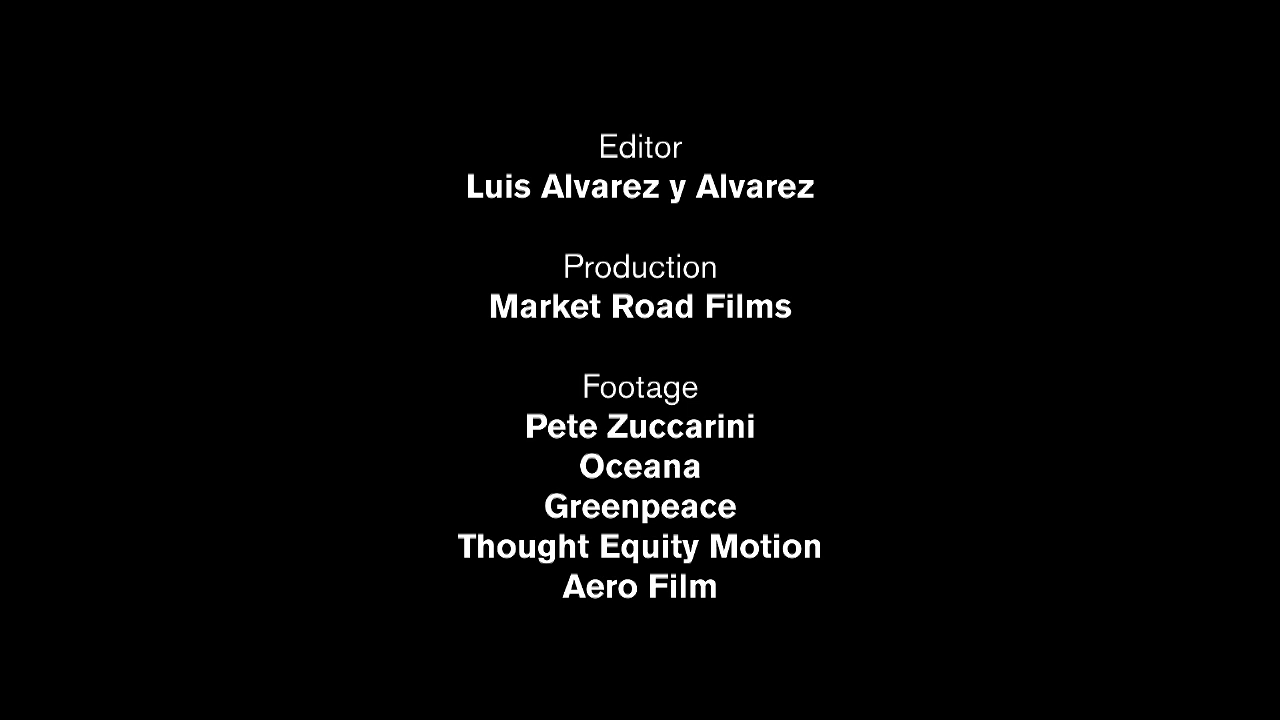 Editor
Luis Alvarez y Alvarez
Production
Market Road Films
Footage
Pete Zuccarini
Oceana
Greenpeace
Thought Equity Motion
Aero Film